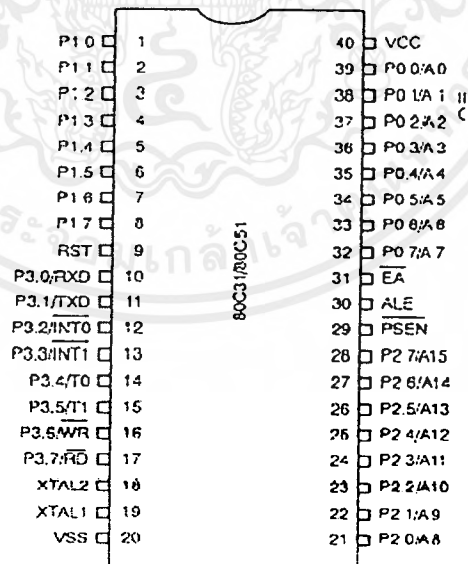 P1 0 1
P1 1 2
P1 2 3
P1 3 4
P1.4 5
P1.5 6
P1 6 7
P1 7 8
RST 9
P3.0/RXD 10
P3.1/TXD 11
P3.2/INT0 12
P3.3/INT1 13
P3.4/T0 14
P3.5/T1 15
P3.6/WR 16
P3.7/RD 17
XTAL2 18
XTAL1 19
VSS 20
80C31/80C51
40 VCC
39 P0 0/A0
38 P0 1/A 1
37 P0 2/A2
36 P0 3/A3
35 P0.4/A4
34 P0 5/A5
33 P0 6/A6
32 P0 7/A7
31 EA
30 ALE
29 PSEN
28 P2 7/A15
27 P2 6/A14
26 P2.5/A13
25 P2 4/A12
24 P2 3/A11
23 P2 2/A10
22 P2 1/A9
21 P2 0/A8